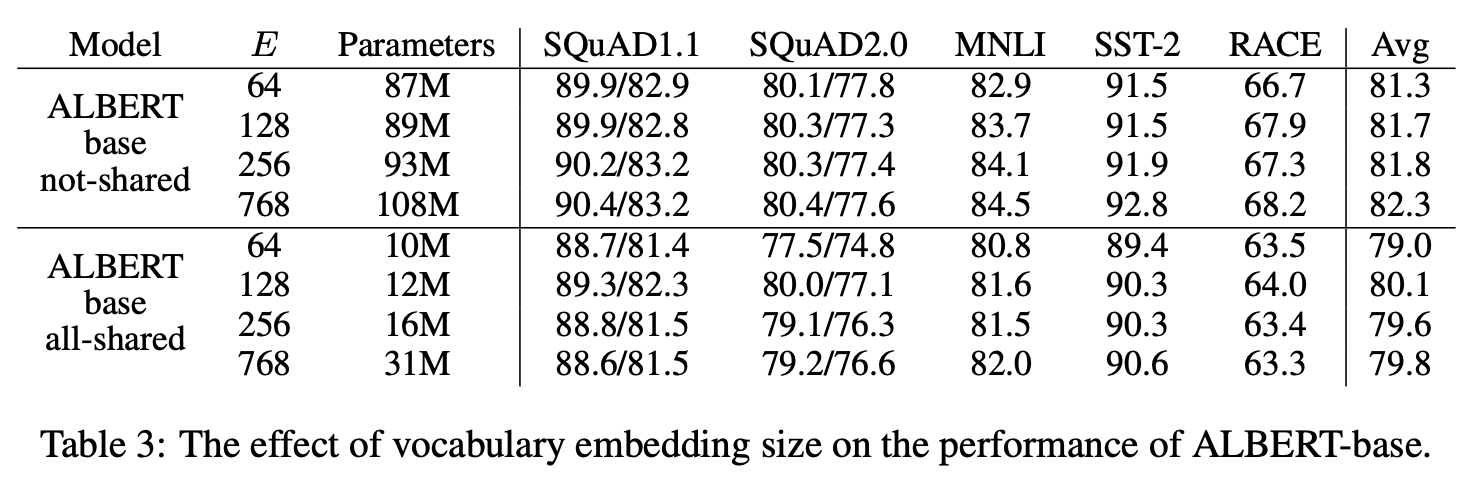 Model E Parameters SQuAD1.1 SQuAD2.0 MNLI SST-2 RACE Avg
ALBERT base not-shared
64 87M 89.9/82.9 80.1/77.8 82.9 91.5 66.7 81.3
128 89M 89.9/82.8 80.3/77.3 83.7 91.5 67.9 81.7
256 93M 90.2/83.2 80.3/77.4 84.1 91.9 67.3 81.8
768 108M 90.4/83.2 80.4/77.6 84.5 92.8 68.2 82.3
ALBERT base all-shared
64 10M 88.7/81.4 77.5/74.8 80.8 89.4 63.5 79.0
128 12M 89.3/82.3 80.0/77.1 81.6 90.3 64.0 80.1
256 16M 88.8/81.5 79.1/76.3 81.5 90.3 63.4 79.6
768 31M 88.6/81.5 79.2/76.6 82.0 90.6 63.3 79.8
Table 3: The effect of vocabulary embedding size on the performance of ALBERT-base.